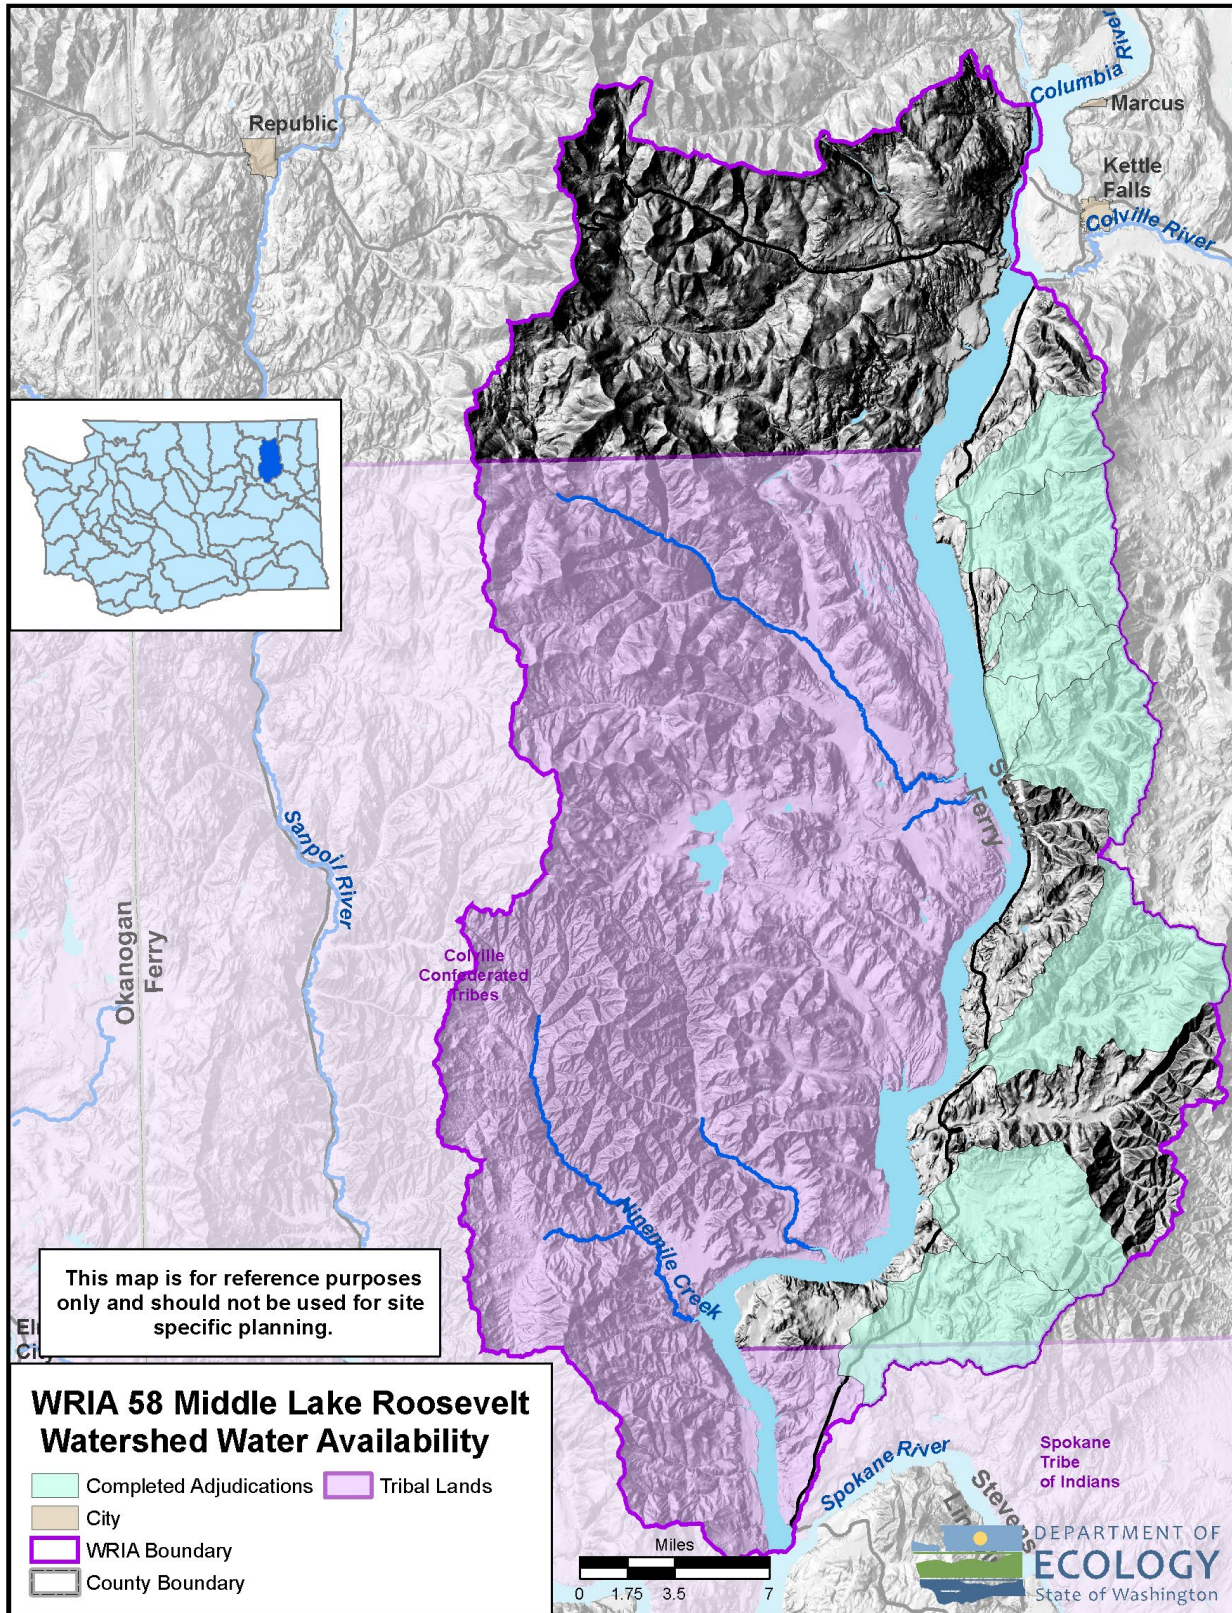 Columbia River
Marcus
Republic
Kettle
Falls
Colville River
Ferry
Sanpoil River
Okanogan
Ferry
Colville
Confederated
Tribes
Ninemile Creek
This map is for reference purposes
only and should not be used for site
specific planning.
City
WRIA 58 Middle Lake Roosevelt
Watershed Water Availability
Completed Adjudications
Tribal Lands
City
WRIA Boundary
County Boundary
Spokane River
Spokane
Tribe
of Indians
Stevens
Miles
0 1.75 3.5 7
DEPARTMENT OF
ECOLOGY
State of Washington